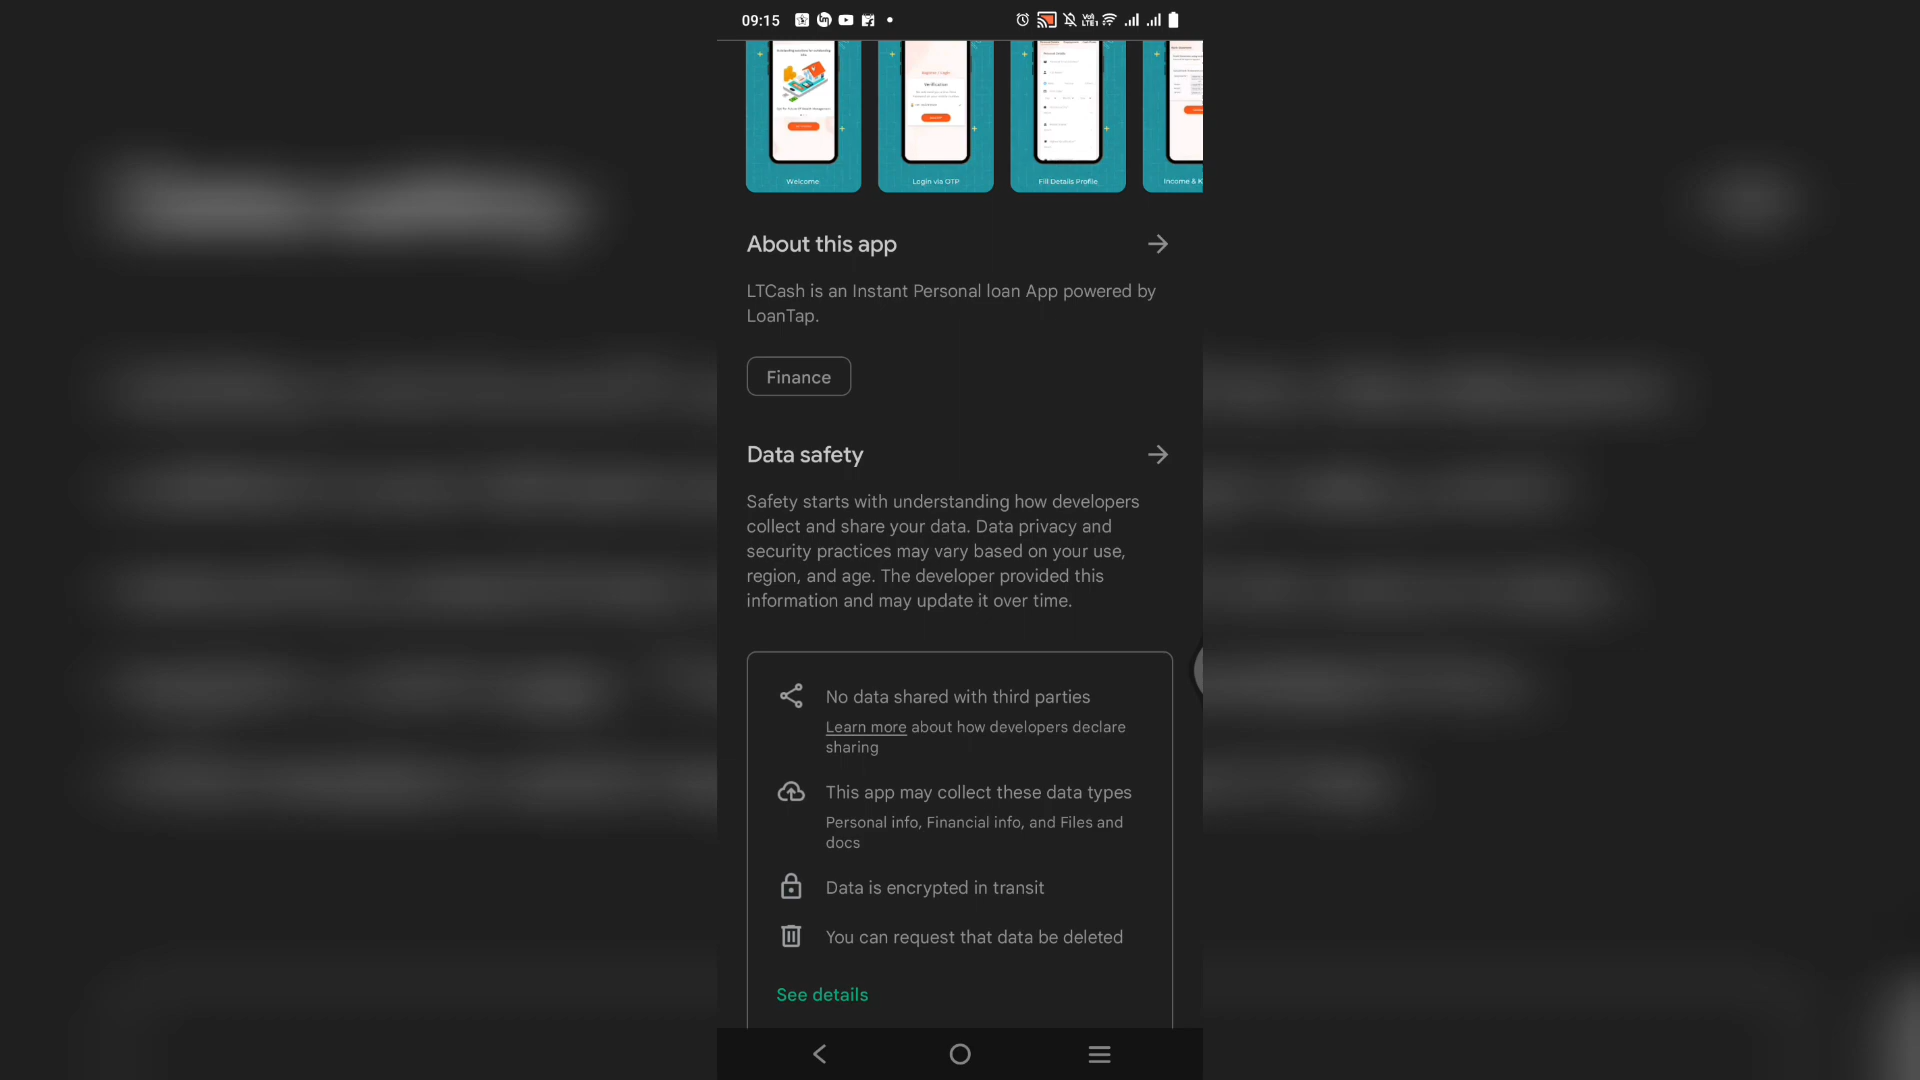 09:15
Register / Login
Verification
Welcome
Login via OTP
Fill Details Profile
Income & K
About this app
LTCash is an Instant Personal loan App powered by
LoanTap.
Finance
Data safety
Safety starts with understanding how developers
collect and share your data. Data privacy and
security practices may vary based on your use,
region, and age. The developer provided this
information and may update it over time.
No data shared with third parties
Learn more about how developers declare
sharing
This app may collect these data types
Personal info, Financial info, and Files and
docs
Data is encrypted in transit
You can request that data be deleted
See details